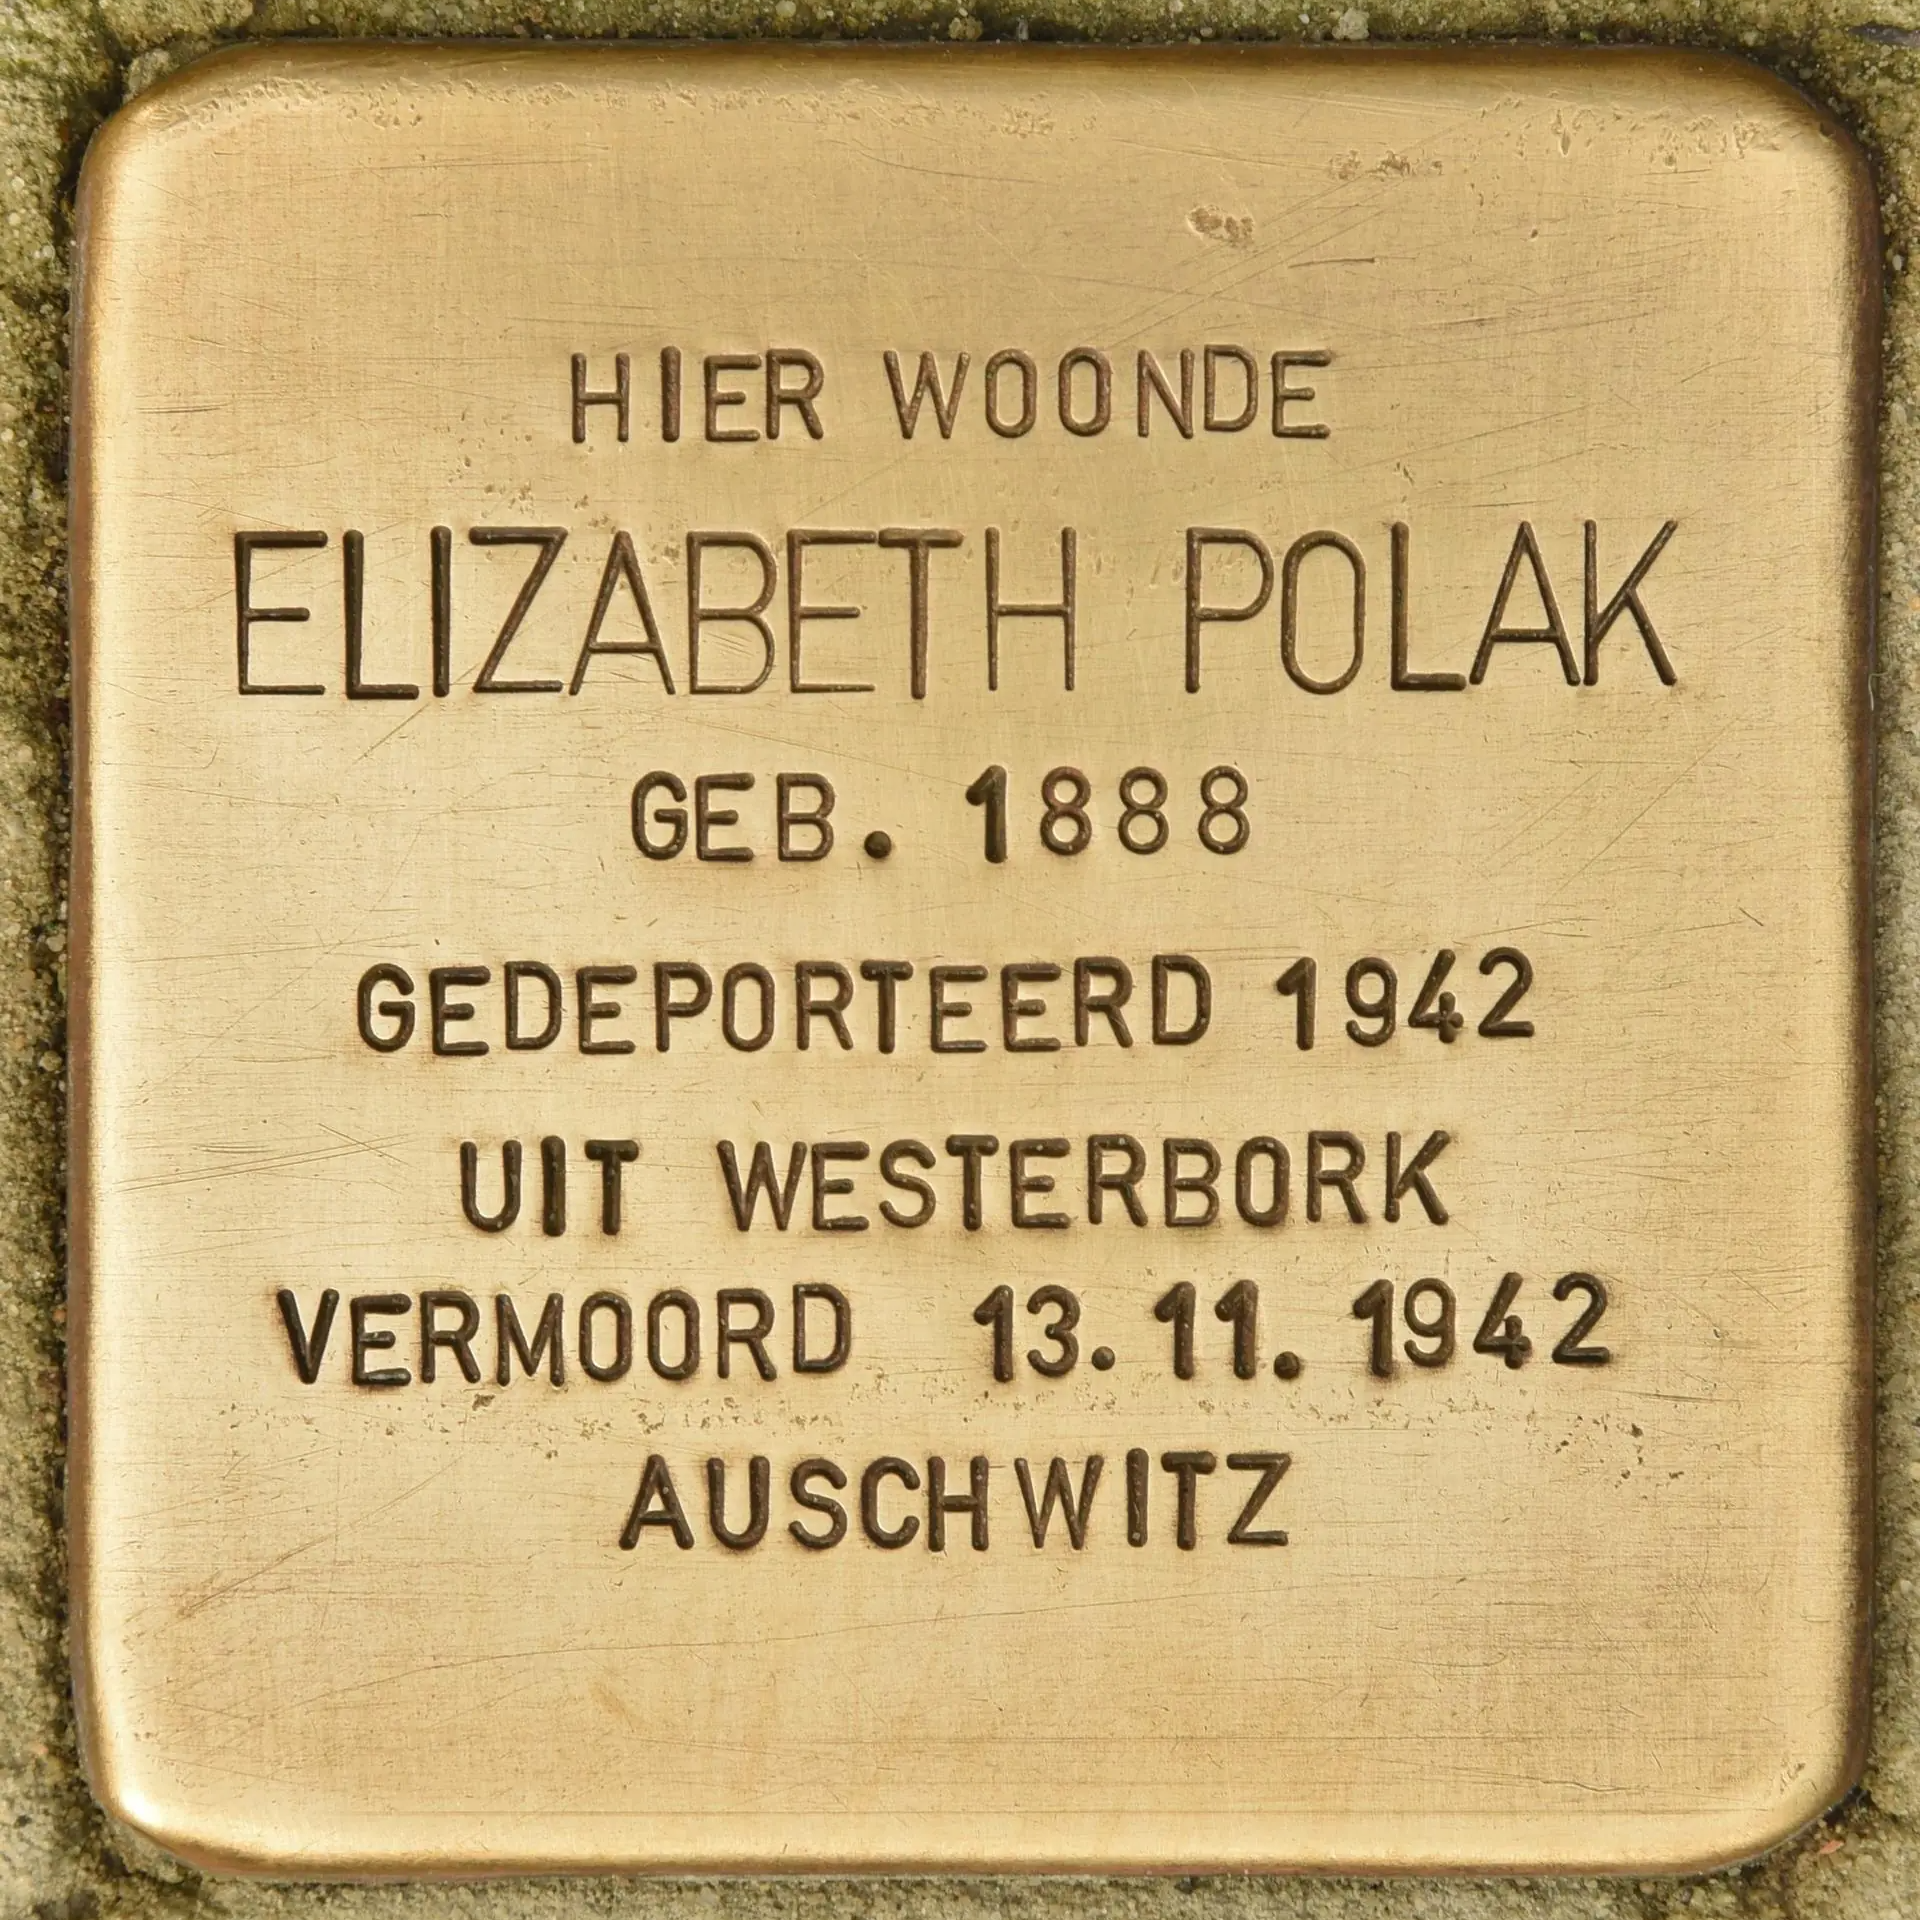 HIER WOONDE
ELIZABETH POLAK
GEB. 1888
GEDEPORTEERD 1942
UIT WESTERBORK
VERMOORD 13.11.1942
AUSCHWITZ